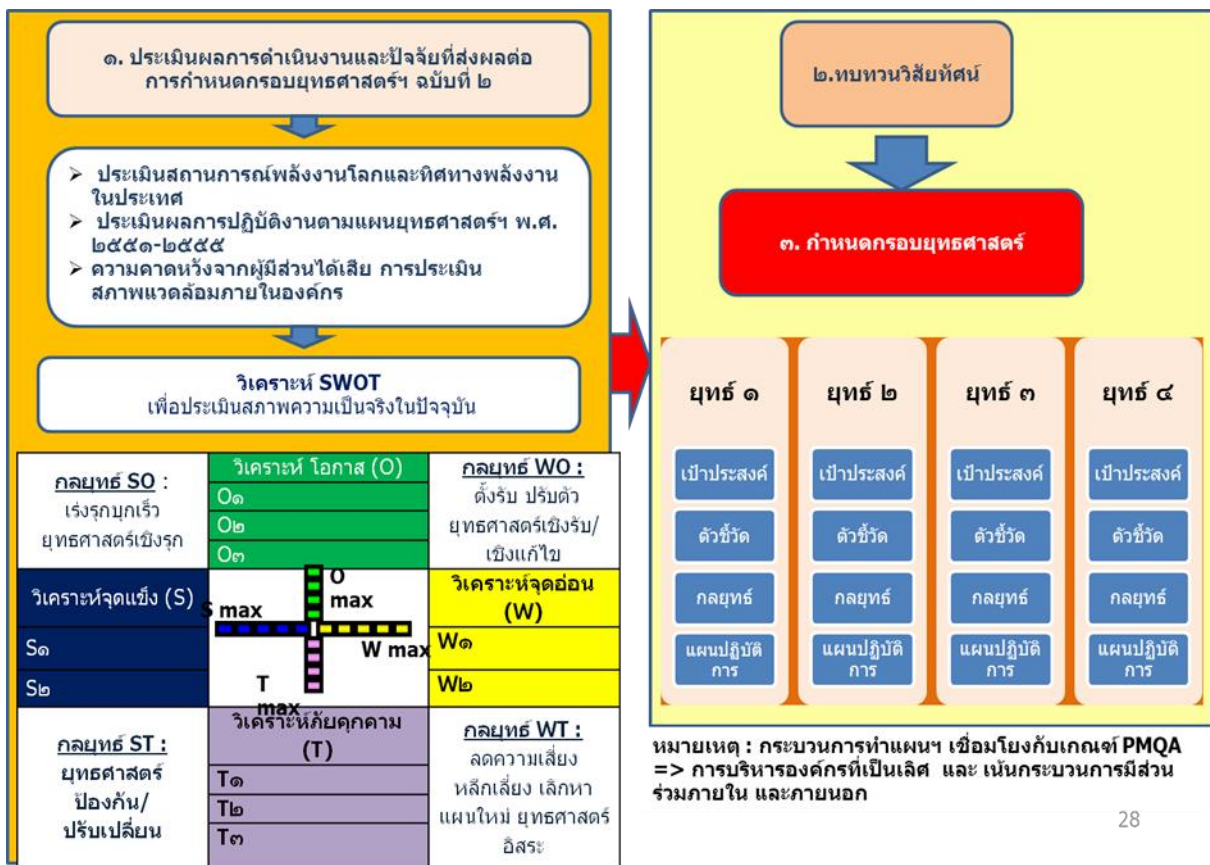 ๑. ประเมินผลการดำเนินงานและปัจจัยที่ส่งผลต่อ
การกำหนดกรอบยุทธศาสตร์ฯ ฉบับที่ ๒
ประเมินสถานการณ์พลังงานโลกและทิศทางพลังงาน
ในประเทศ
ประเมินผลการปฏิบัติงานตามแผนยุทธศาสตร์ฯ พ.ศ.
๒๕๕๑-๒๕๕๕
ความคาดหวังจากผู้มีส่วนได้เสีย การประเมิน
สภาพแวดล้อมภายในองค์กร
วิเคราะห์ SWOT
เพื่อประเมินสภาพความเป็นจริงในปัจจุบัน
กลยุทธ์ SO :
เร่งรุกบุกเร็ว
ยุทธศาสตร์เชิงรุก
วิเคราะห์ โอกาส (O)
O๑
O๒
O๓
กลยุทธ์ WO :
ตั้งรับ ปรับตัว
ยุทธศาสตร์เชิงรับ/
เชิงแก้ไข
วิเคราะห์จุดแข็ง (S)
S๑
S๒
O
max
S max
W max
T
max
วิเคราะห์จุดอ่อน
(W)
W๑
W๒
กลยุทธ์ ST :
ยุทธศาสตร์
ป้องกัน/
ปรับเปลี่ยน
วิเคราะห์ภัยคุกคาม
(T)
T๑
T๒
T๓
กลยุทธ์ WT :
ลดความเสี่ยง
หลีกเลี่ยง เลิกหา
แผนใหม่ ยุทธศาสตร์
อิสระ
๒.ทบทวนวิสัยทัศน์
๓. กำหนดกรอบยุทธศาสตร์
ยุทธ์ ๑
ยุทธ์ ๒
ยุทธ์ ๓
ยุทธ์ ๔
เป้าประสงค์
เป้าประสงค์
เป้าประสงค์
เป้าประสงค์
ตัวชี้วัด
ตัวชี้วัด
ตัวชี้วัด
ตัวชี้วัด
กลยุทธ์
กลยุทธ์
กลยุทธ์
กลยุทธ์
แผนปฏิบัติ
การ
แผนปฏิบัติ
การ
แผนปฏิบัติ
การ
แผนปฏิบัติ
การ
หมายเหตุ : กระบวนการทำแผนฯ เชื่อมโยงกับเกณฑ์ PMQA
=> การบริหารองค์กรที่เป็นเลิศ และ เน้นกระบวนการมีส่วน
ร่วมภายใน และภายนอก
28